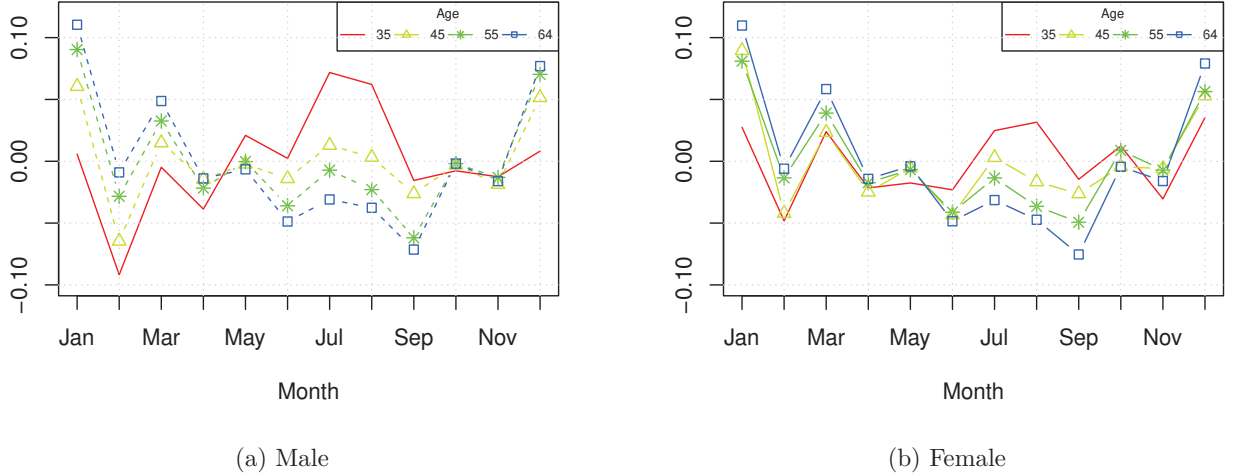 Age
35 45 55 64
0.10
0.00
−0.10
Jan Mar May Jul Sep Nov
Month
(a) Male
Age
35 45 55 64
0.10
0.00
−0.10
Jan Mar May Jul Sep Nov
Month
(b) Female